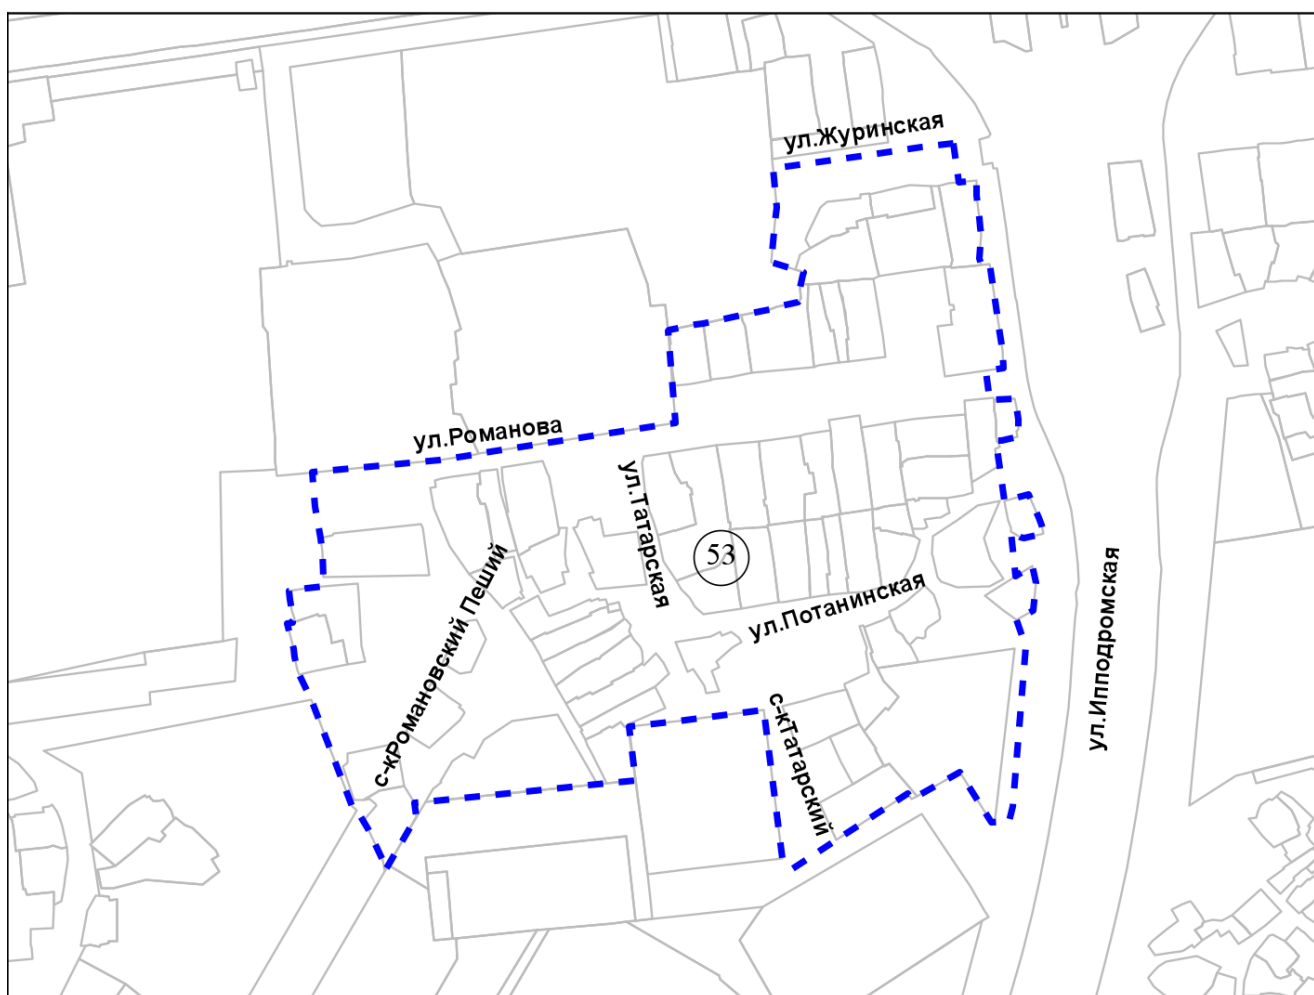 ул.Журинская
ул.Романова
ул.Татарская
53
с-кРомановский Пеший
ул.Потанинская
ул.Ипподромская
с-кТатарский